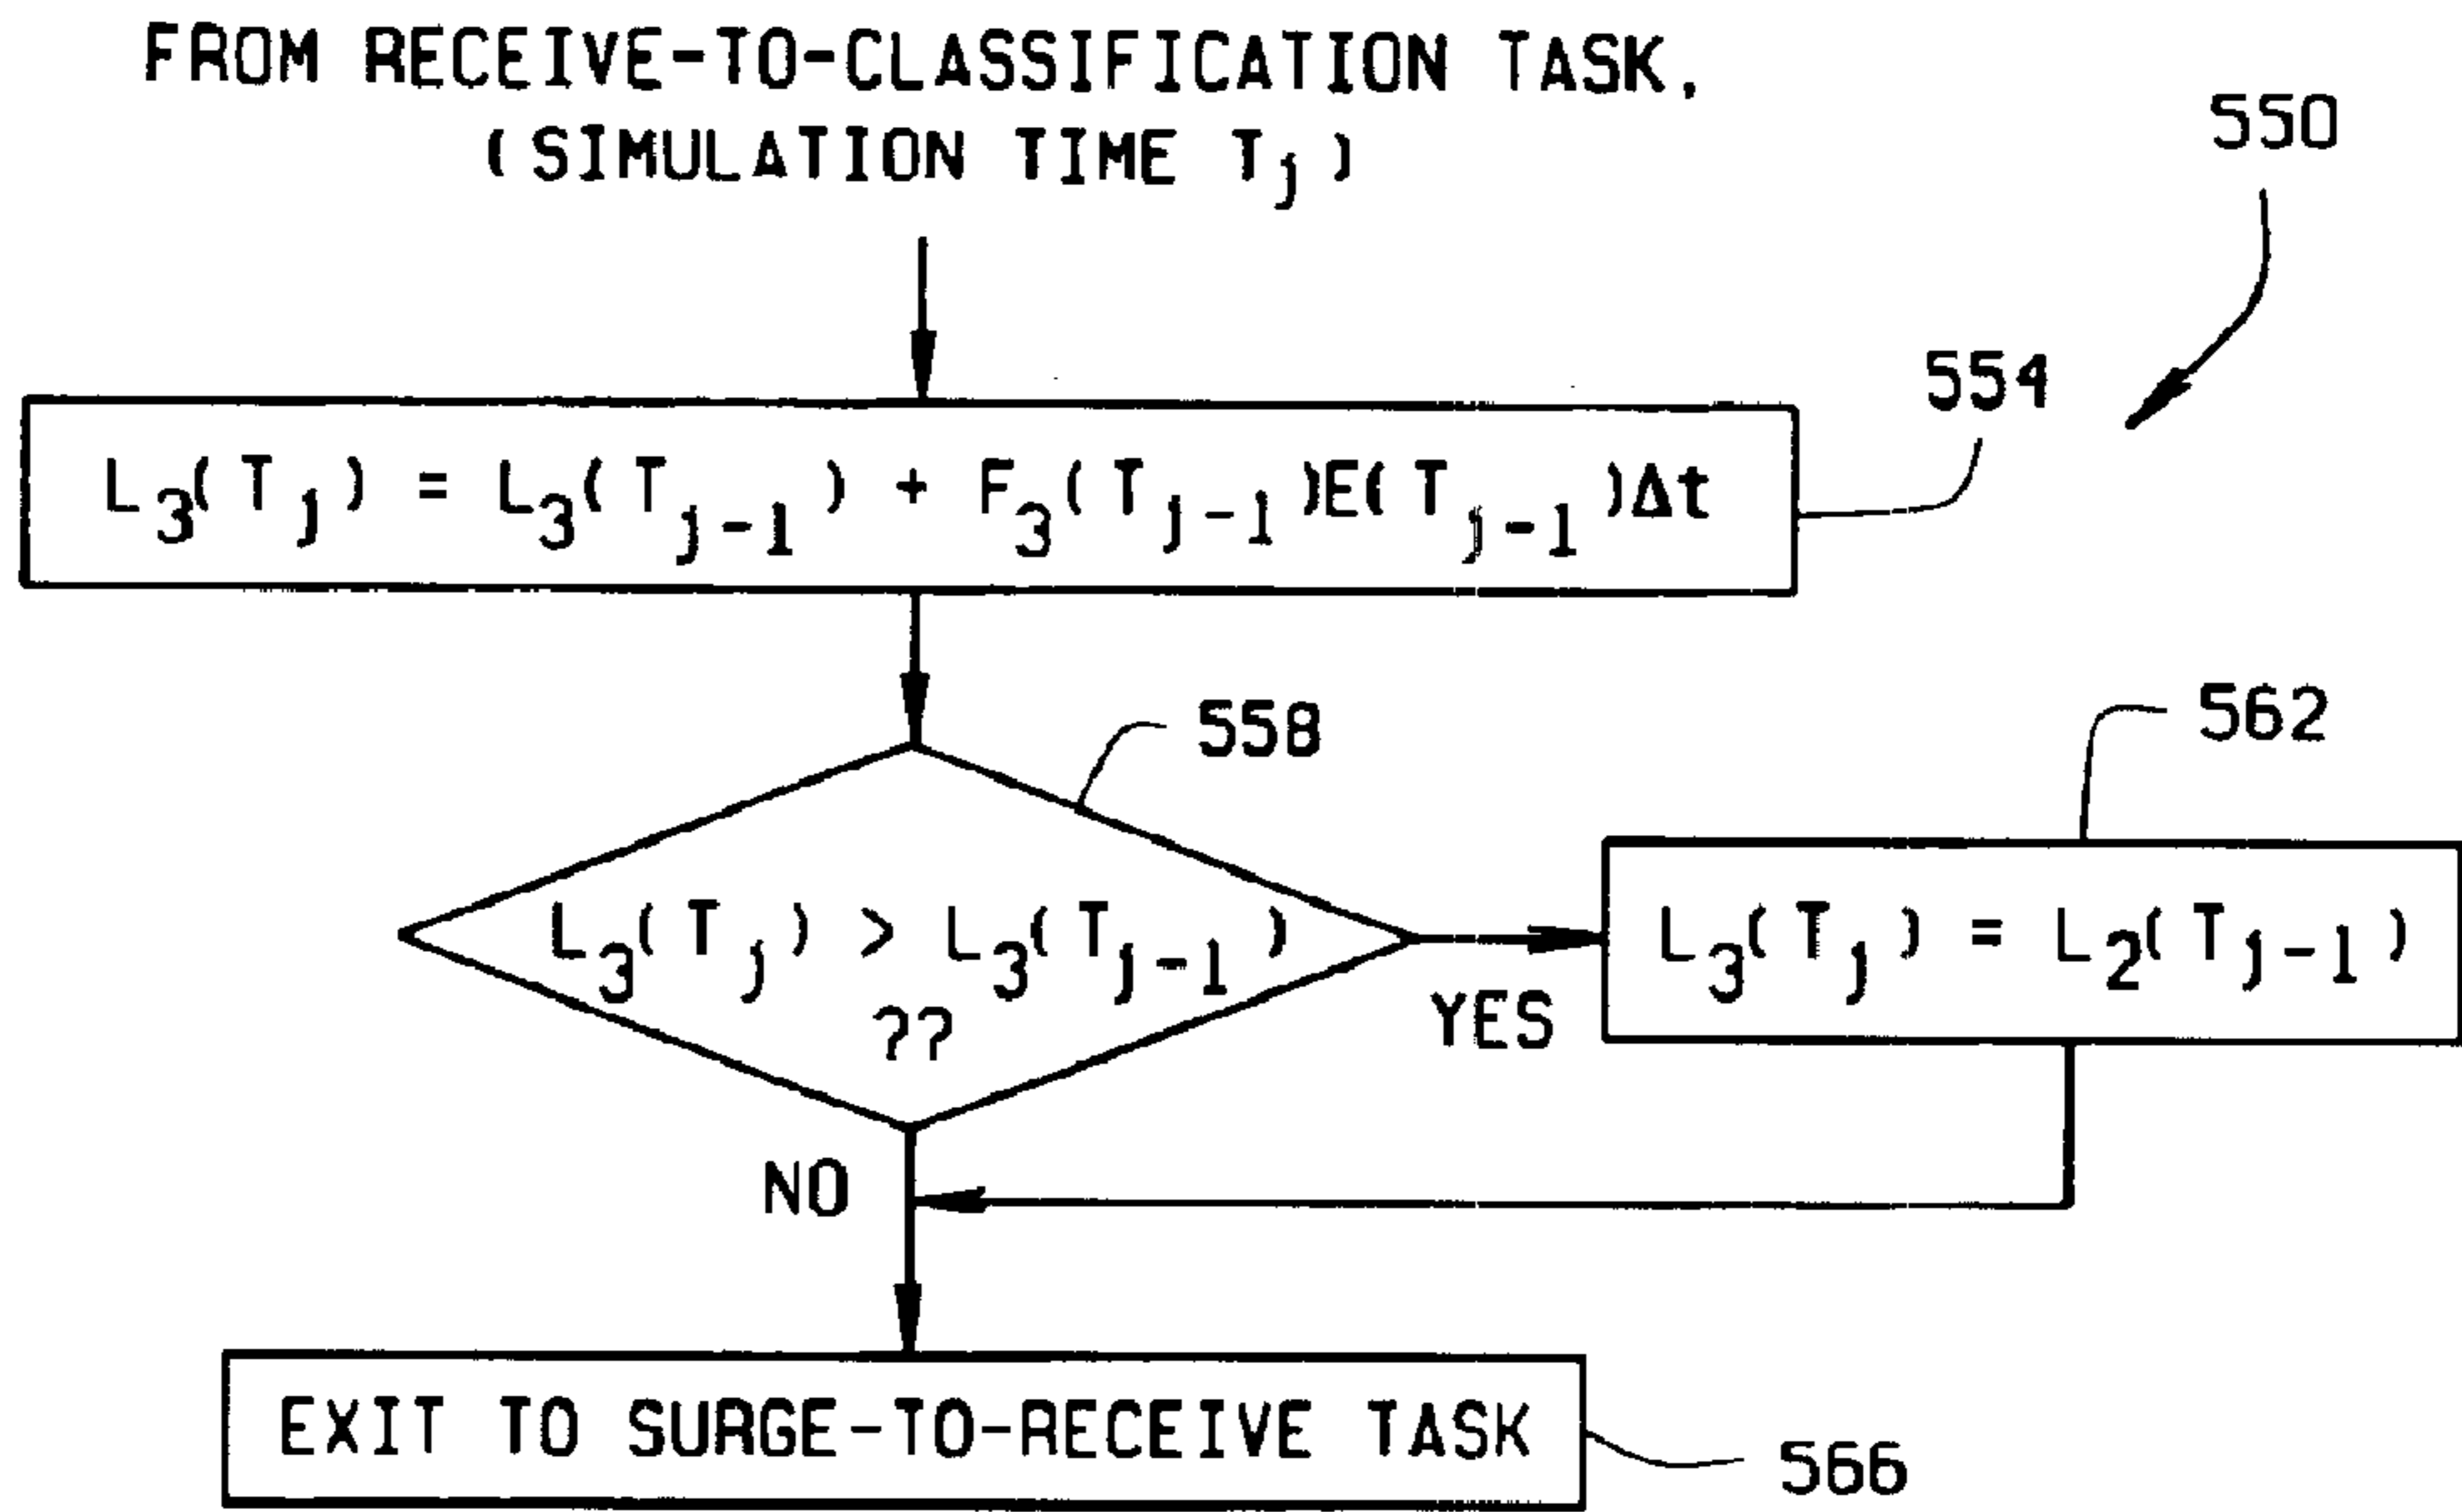 FROM RECEIVE-TO-CLASSIFICATION TASK,
(SIMULATION TIME Tj)
550
554
L3(Tj) = L3(Tj-1) + F3(Tj-1)E(Tj-1)Δt
558
562
L3(Tj) > L3(Tj-1)
??
YES
L3(Tj) = L2(Tj-1)
NO
EXIT TO SURGE-TO-RECEIVE TASK
566